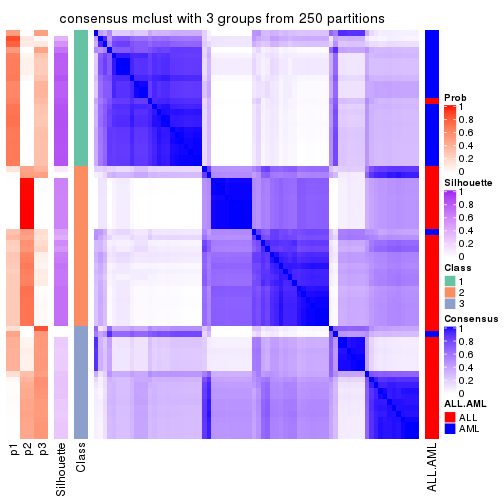 consensus mclust with 3 groups from 250 partitions
Prob
1
0.8
0.6
0.4
0.2
0
Silhouette
1
0.8
0.6
0.4
0.2
0
Class
1
2
3
Consensus
1
0.8
0.6
0.4
0.2
0
ALL.AML
ALL
AML
p1
p2
p3
Silhouette
Class
ALL.AML